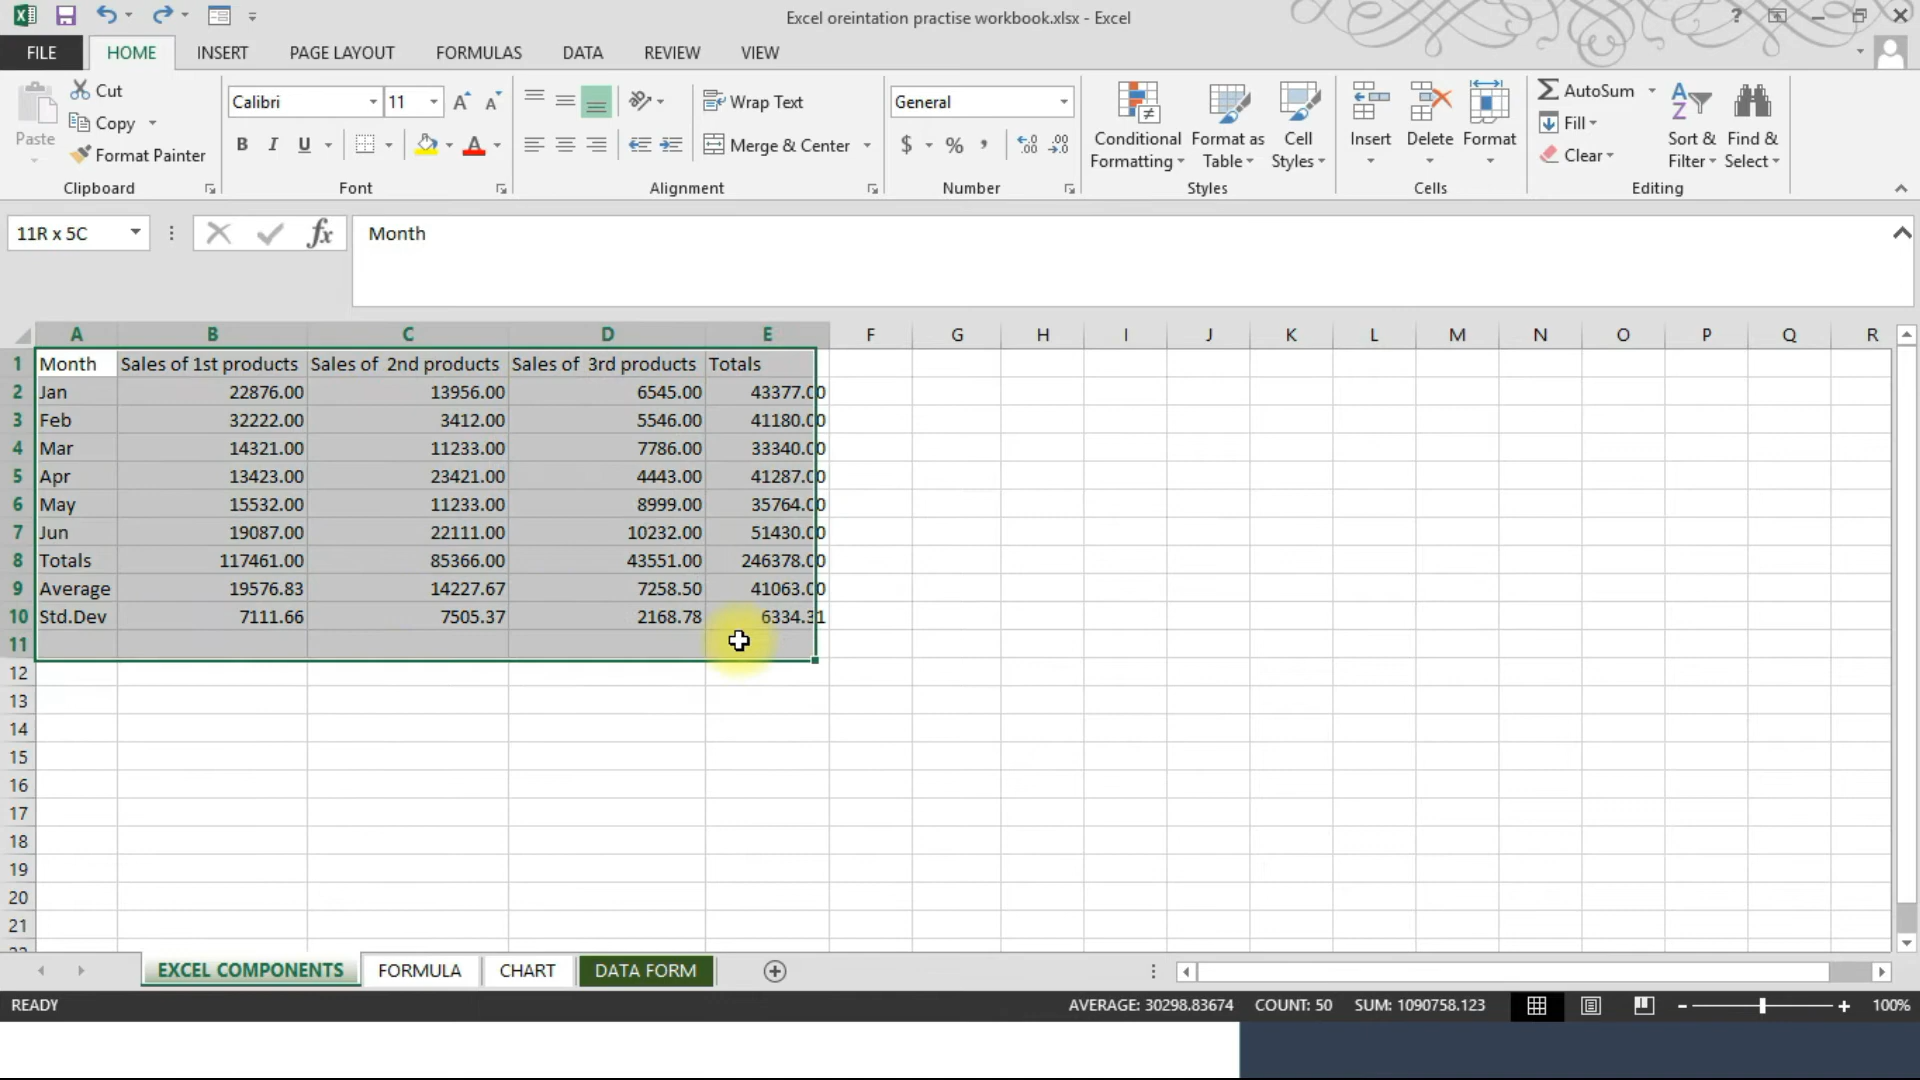 Excel oreintation practise workbook.xlsx - Excel
?
FILE HOME INSERT PAGE LAYOUT FORMULAS DATA REVIEW VIEW
Paste
Cut
Copy
Format Painter
Clipboard
Calibri 11
B I U
Font
Wrap Text
Merge & Center
Alignment
General
$ % ,
Number
Conditional Formatting
Format as Table
Cell Styles
Styles
Insert
Delete
Format
Cells
AutoSum
Fill
Clear
Sort & Filter
Find & Select
Editing
11R x 5C fx Month
A B C D E F G H I J K L M N O P Q R
1 Month Sales of 1st products Sales of  2nd products Sales of  3rd products Totals
2 Jan 22876.00 13956.00 6545.00 43377.00
3 Feb 32222.00 3412.00 5546.00 41180.00
4 Mar 14321.00 11233.00 7786.00 33340.00
5 Apr 13423.00 23421.00 4443.00 41287.00
6 May 15532.00 11233.00 8999.00 35764.00
7 Jun 19087.00 22111.00 10232.00 51430.00
8 Totals 117461.00 85366.00 43551.00 246378.00
9 Average 19576.83 14227.67 7258.50 41063.00
10 Std.Dev 7111.66 7505.37 2168.78 6334.31
11
12
13
14
15
16
17
18
19
20
21
EXCEL COMPONENTS FORMULA CHART DATA FORM
READY AVERAGE: 30298.83674 COUNT: 50 SUM: 1090758.123 100%